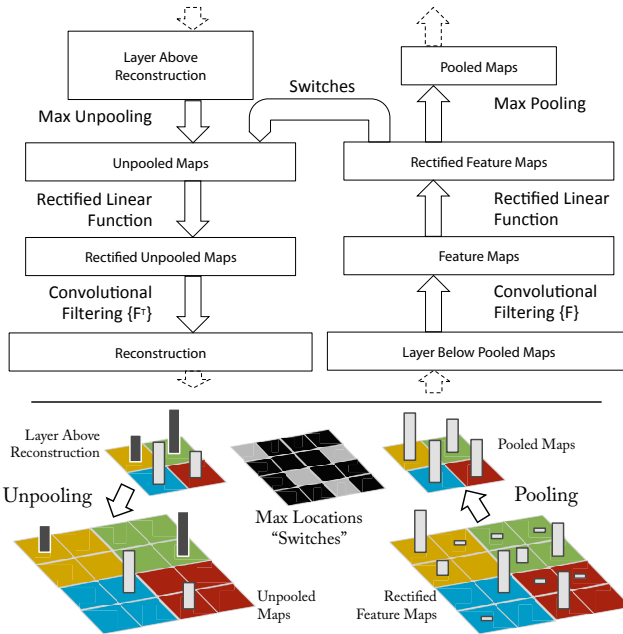 Layer Above
Reconstruction
Pooled Maps
Switches
Max Unpooling
Max Pooling
Unpooled Maps
Rectified Feature Maps
Rectified Linear
Function
Rectified Linear
Function
Rectified Unpooled Maps
Feature Maps
Convolutional
Filtering {Fᵀ}
Convolutional
Filtering {F}
Reconstruction
Layer Below Pooled Maps
Layer Above
Reconstruction
Pooled Maps
Unpooling
Pooling
Max Locations
“Switches”
Unpooled
Maps
Rectified
Feature Maps